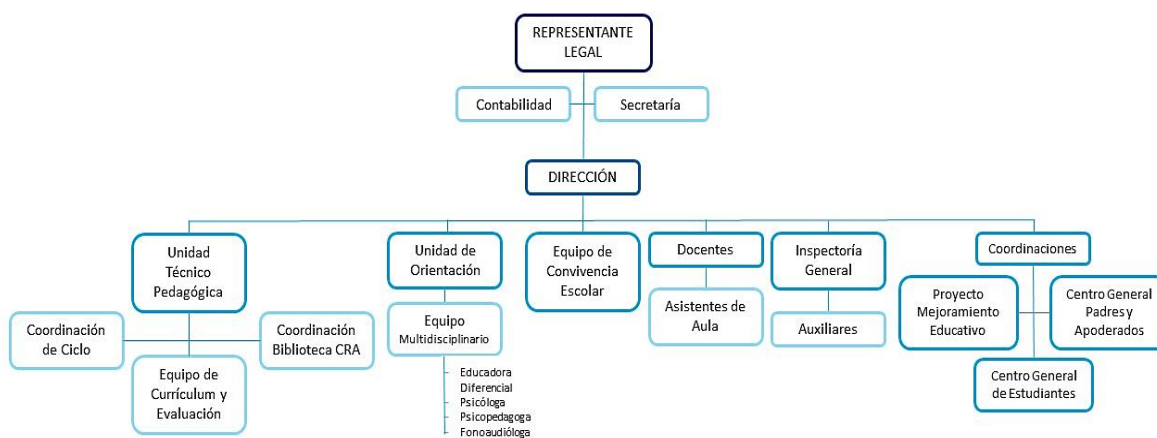 REPRESENTANTE
LEGAL
Contabilidad
Secretaría
DIRECCIÓN
Unidad
Técnico
Pedagógica
Unidad de
Orientación
Equipo de
Convivencia
Escolar
Docentes
Inspectoría
General
Coordinaciones
Coordinación
de Ciclo
Coordinación
Biblioteca CRA
Equipo de
Currículum y
Evaluación
Equipo
Multidisciplinario
- Educadora
Diferencial
- Psicóloga
- Psicopedagoga
- Fonoaudióloga
Asistentes de
Aula
Auxiliares
Proyecto
Mejoramiento
Educativo
Centro General
Padres y
Apoderados
Centro General
de Estudiantes